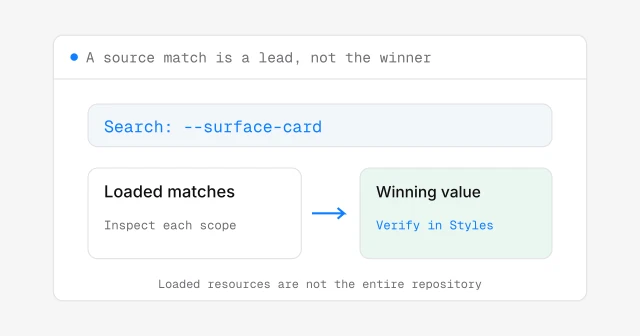 A source match is a lead, not the winner
Search: --surface-card
Loaded matches
Inspect each scope
Winning value
Verify in Styles
Loaded resources are not the entire repository